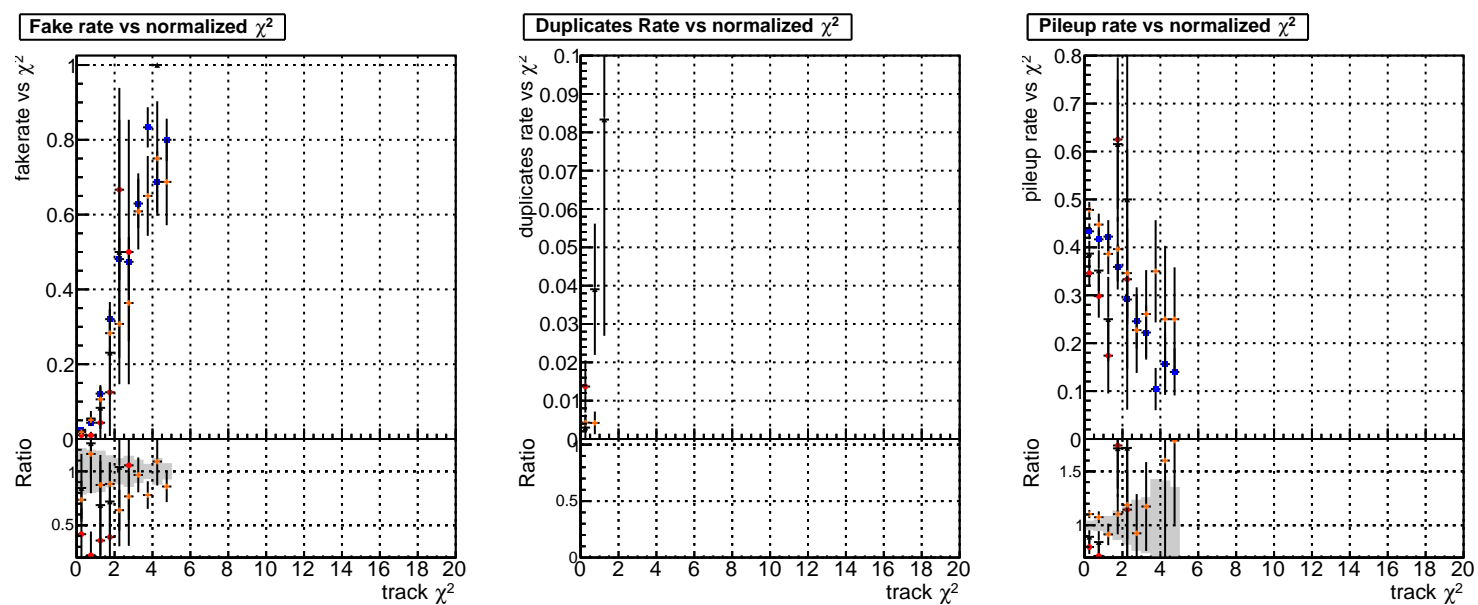 Fake rate vs normalized χ²
fakerate vs χ²
1
0.8
0.6
0.4
0.2
0
Ratio
1
0.5
0 2 4 6 8 10 12 14 16 18 20
track χ²
Duplicates Rate vs normalized χ²
duplicates rate vs χ²
0.1
0.09
0.08
0.07
0.06
0.05
0.04
0.03
0.02
0.01
0
Ratio
1
0.5
0
0 2 4 6 8 10 12 14 16 18 20
track χ²
Pileup rate vs normalized χ²
pileup rate vs χ²
0.8
0.7
0.6
0.5
0.4
0.3
0.2
0.1
0
Ratio
1.5
1
0 2 4 6 8 10 12 14 16 18 20
track χ²